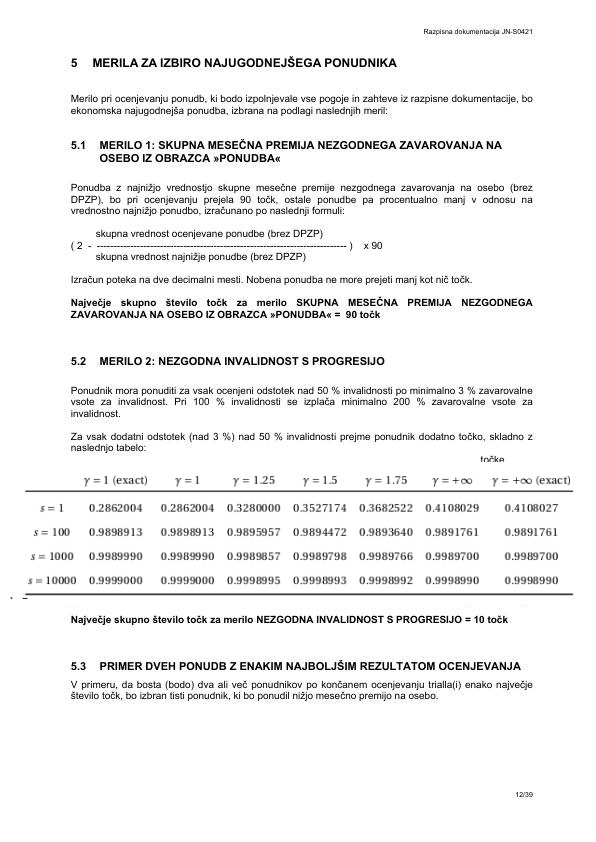 Razpisna dokumentacija JN-S0421
5 MERILA ZA IZBIRO NAJUGODNEJŠEGA PONUDNIKA
Merilo pri ocenjevanju ponudb, ki bodo izpolnjevale vse pogoje in zahteve iz razpisne dokumentacije, bo
ekonomska najugodnejša ponudba, izbrana na podlagi naslednjih meril:
5.1 MERILO 1: SKUPNA MESEČNA PREMIJA NEZGODNEGA ZAVAROVANJA NA
OSEBO IZ OBRAZCA »PONUDBA«
Ponudba z najnižjo vrednostjo skupne mesečne premije nezgodnega zavarovanja na osebo (brez
DPZP), bo pri ocenjevanju prejela 90 točk, ostale ponudbe pa procentualno manj v odnosu na
vrednostno najnižjo ponudbo, izračunano po naslednji formuli:
skupna vrednost ocenjevane ponudbe (brez DPZP)
( 2 - ---------------------------------------------------------------------------- ) x 90
skupna vrednost najnižje ponudbe (brez DPZP)
Izračun poteka na dve decimalni mesti. Nobena ponudba ne more prejeti manj kot nič točk.
Največje skupno število točk za merilo SKUPNA MESEČNA PREMIJA NEZGODNEGA
ZAVAROVANJA NA OSEBO IZ OBRAZCA »PONUDBA« = 90 točk
5.2 MERILO 2: NEZGODNA INVALIDNOST S PROGRESIJO
Ponudnik mora ponuditi za vsak ocenjeni odstotek nad 50 % invalidnosti po minimalno 3 % zavarovalne
vsote za invalidnost. Pri 100 % invalidnosti se izplača minimalno 200 % zavarovalne vsote za
invalidnost.
Za vsak dodatni odstotek (nad 3 %) nad 50 % invalidnosti prejme ponudnik dodatno točko, skladno z
naslednjo tabelo:
točke
γ = 1 (exact) γ = 1 γ = 1.25 γ = 1.5 γ = 1.75 γ = +∞ γ = +∞ (exact)
s = 1 0.2862004 0.2862004 0.3280000 0.3527174 0.3682522 0.4108029 0.4108027
s = 100 0.9898913 0.9898913 0.9895957 0.9894472 0.9893640 0.9891761 0.9891761
s = 1000 0.9989990 0.9989990 0.9989857 0.9989798 0.9989766 0.9989700 0.9989700
s = 10000 0.9999000 0.9999000 0.9998995 0.9998993 0.9998992 0.9998990 0.9998990
Največje skupno število točk za merilo NEZGODNA INVALIDNOST S PROGRESIJO = 10 točk
5.3 PRIMER DVEH PONUDB Z ENAKIM NAJBOLJŠIM REZULTATOM OCENJEVANJA
V primeru, da bosta (bodo) dva ali več ponudnikov po končanem ocenjevanju trialla(i) enako največje
število točk, bo izbran tisti ponudnik, ki bo ponudil nižjo mesečno premijo na osebo.
12/39